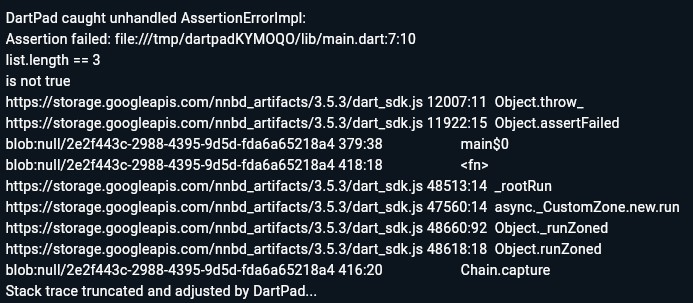 DartPad caught unhandled AssertionErrorImpl:
Assertion failed: file:///tmp/dartpadKYMOQO/lib/main.dart:7:10
list.length == 3
is not true
https://storage.googleapis.com/nnbd_artifacts/3.5.3/dart_sdk.js 12007:11 Object.throw_
https://storage.googleapis.com/nnbd_artifacts/3.5.3/dart_sdk.js 11922:15 Object.assertFailed
blob:null/2e2f443c-2988-4395-9d5d-fda6a65218a4 379:38 main$0
blob:null/2e2f443c-2988-4395-9d5d-fda6a65218a4 418:18 <fn>
https://storage.googleapis.com/nnbd_artifacts/3.5.3/dart_sdk.js 48513:14 _rootRun
https://storage.googleapis.com/nnbd_artifacts/3.5.3/dart_sdk.js 47560:14 async._CustomZone.new.run
https://storage.googleapis.com/nnbd_artifacts/3.5.3/dart_sdk.js 48660:92 Object._runZoned
https://storage.googleapis.com/nnbd_artifacts/3.5.3/dart_sdk.js 48618:18 Object.runZoned
blob:null/2e2f443c-2988-4395-9d5d-fda6a65218a4 416:20 Chain.capture
Stack trace truncated and adjusted by DartPad...